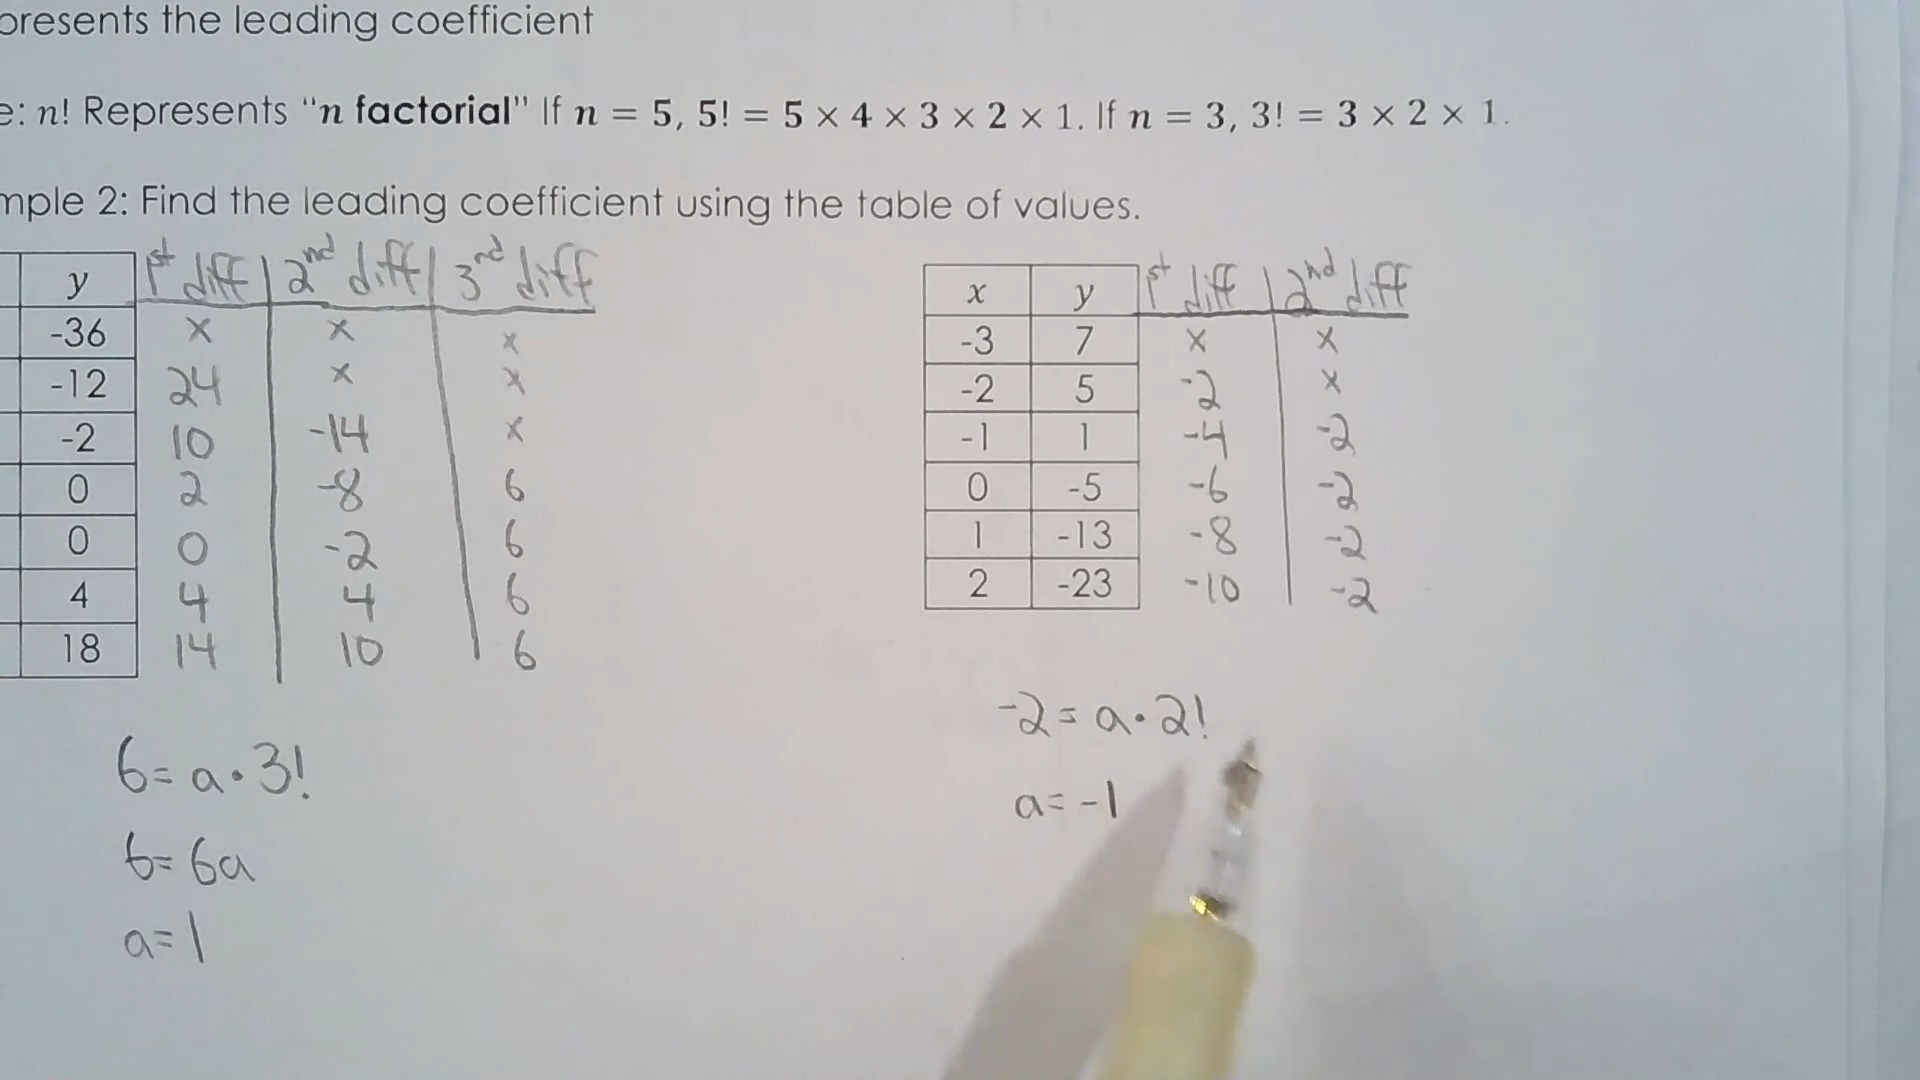 presents the leading coefficient
e: n! Represents “n factorial” If n = 5, 5! = 5 × 4 × 3 × 2 × 1. If n = 3, 3! = 3 × 2 × 1.
mple 2: Find the leading coefficient using the table of values.
y 1st diff 2nd diff 3rd diff
-36 x x x
-12 24 x x
-2 10 -14 x
0 2 -8 6
0 0 -2 6
4 4 4 6
18 14 10 6
6 = a · 3!
6 = 6a
a = 1
x y 1st diff 2nd diff
-3 7 x x
-2 5 -2 x
-1 1 -4 -2
0 -5 -6 -2
1 -13 -8 -2
2 -23 -10 -2
-2 = a · 2!
a = -1